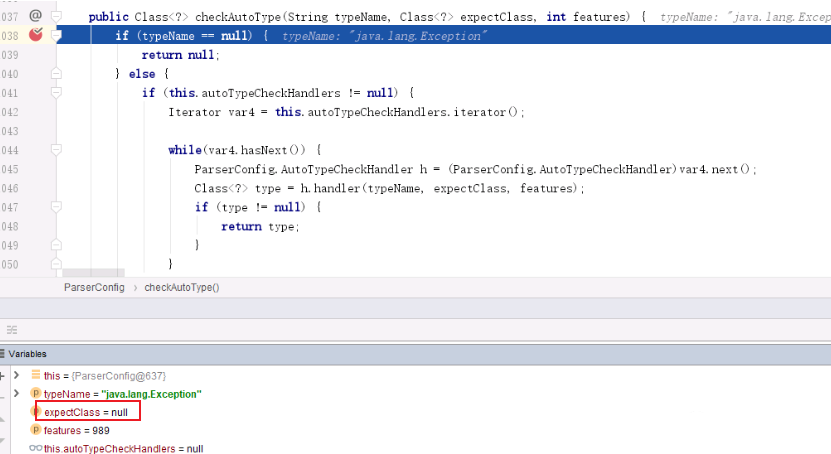 037 @ public Class<?> checkAutoType(String typeName, Class<?> expectClass, int features) { typeName: "java.lang.Excep
038 if (typeName == null) { typeName: "java.lang.Exception"
039 return null;
040 } else {
041 if (this.autoTypeCheckHandlers != null) {
042 Iterator var4 = this.autoTypeCheckHandlers.iterator();
043
044 while(var4.hasNext()) {
045 ParserConfig.AutoTypeCheckHandler h = (ParserConfig.AutoTypeCheckHandler)var4.next();
046 Class<?> type = h.handler(typeName, expectClass, features);
047 if (type != null) {
048 return type;
049 }
050 }
ParserConfig › checkAutoType()
Variables
this = {ParserConfig@637}
p typeName = "java.lang.Exception"
p expectClass = null
p features = 989
this.autoTypeCheckHandlers = null